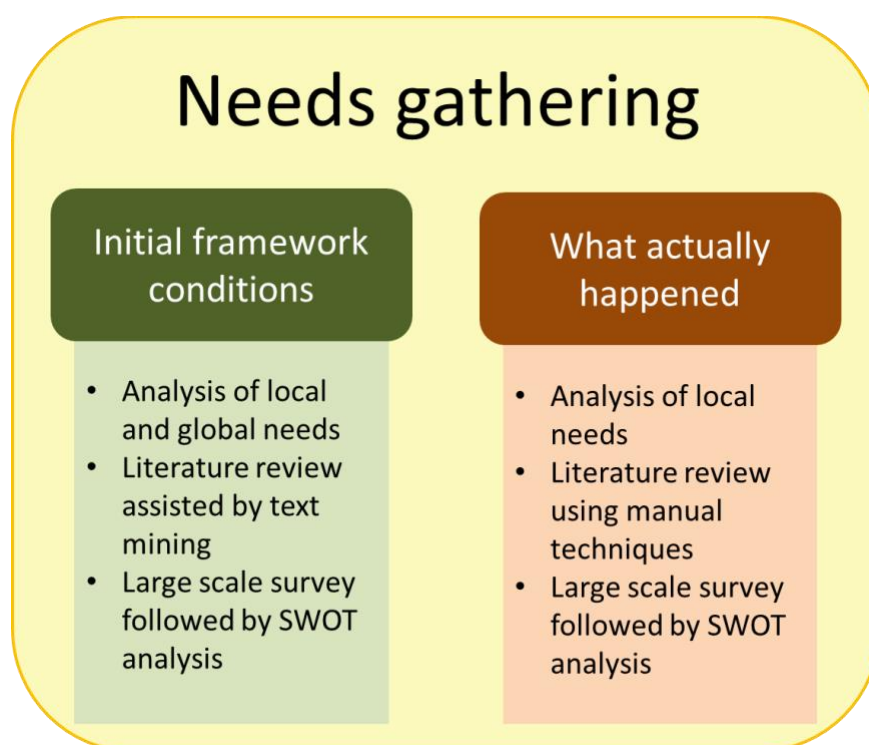 Needs gathering
Initial framework
conditions
• Analysis of local
and global needs
• Literature review
assisted by text
mining
• Large scale survey
followed by SWOT
analysis
What actually
happened
• Analysis of local
needs
• Literature review
using manual
techniques
• Large scale survey
followed by SWOT
analysis